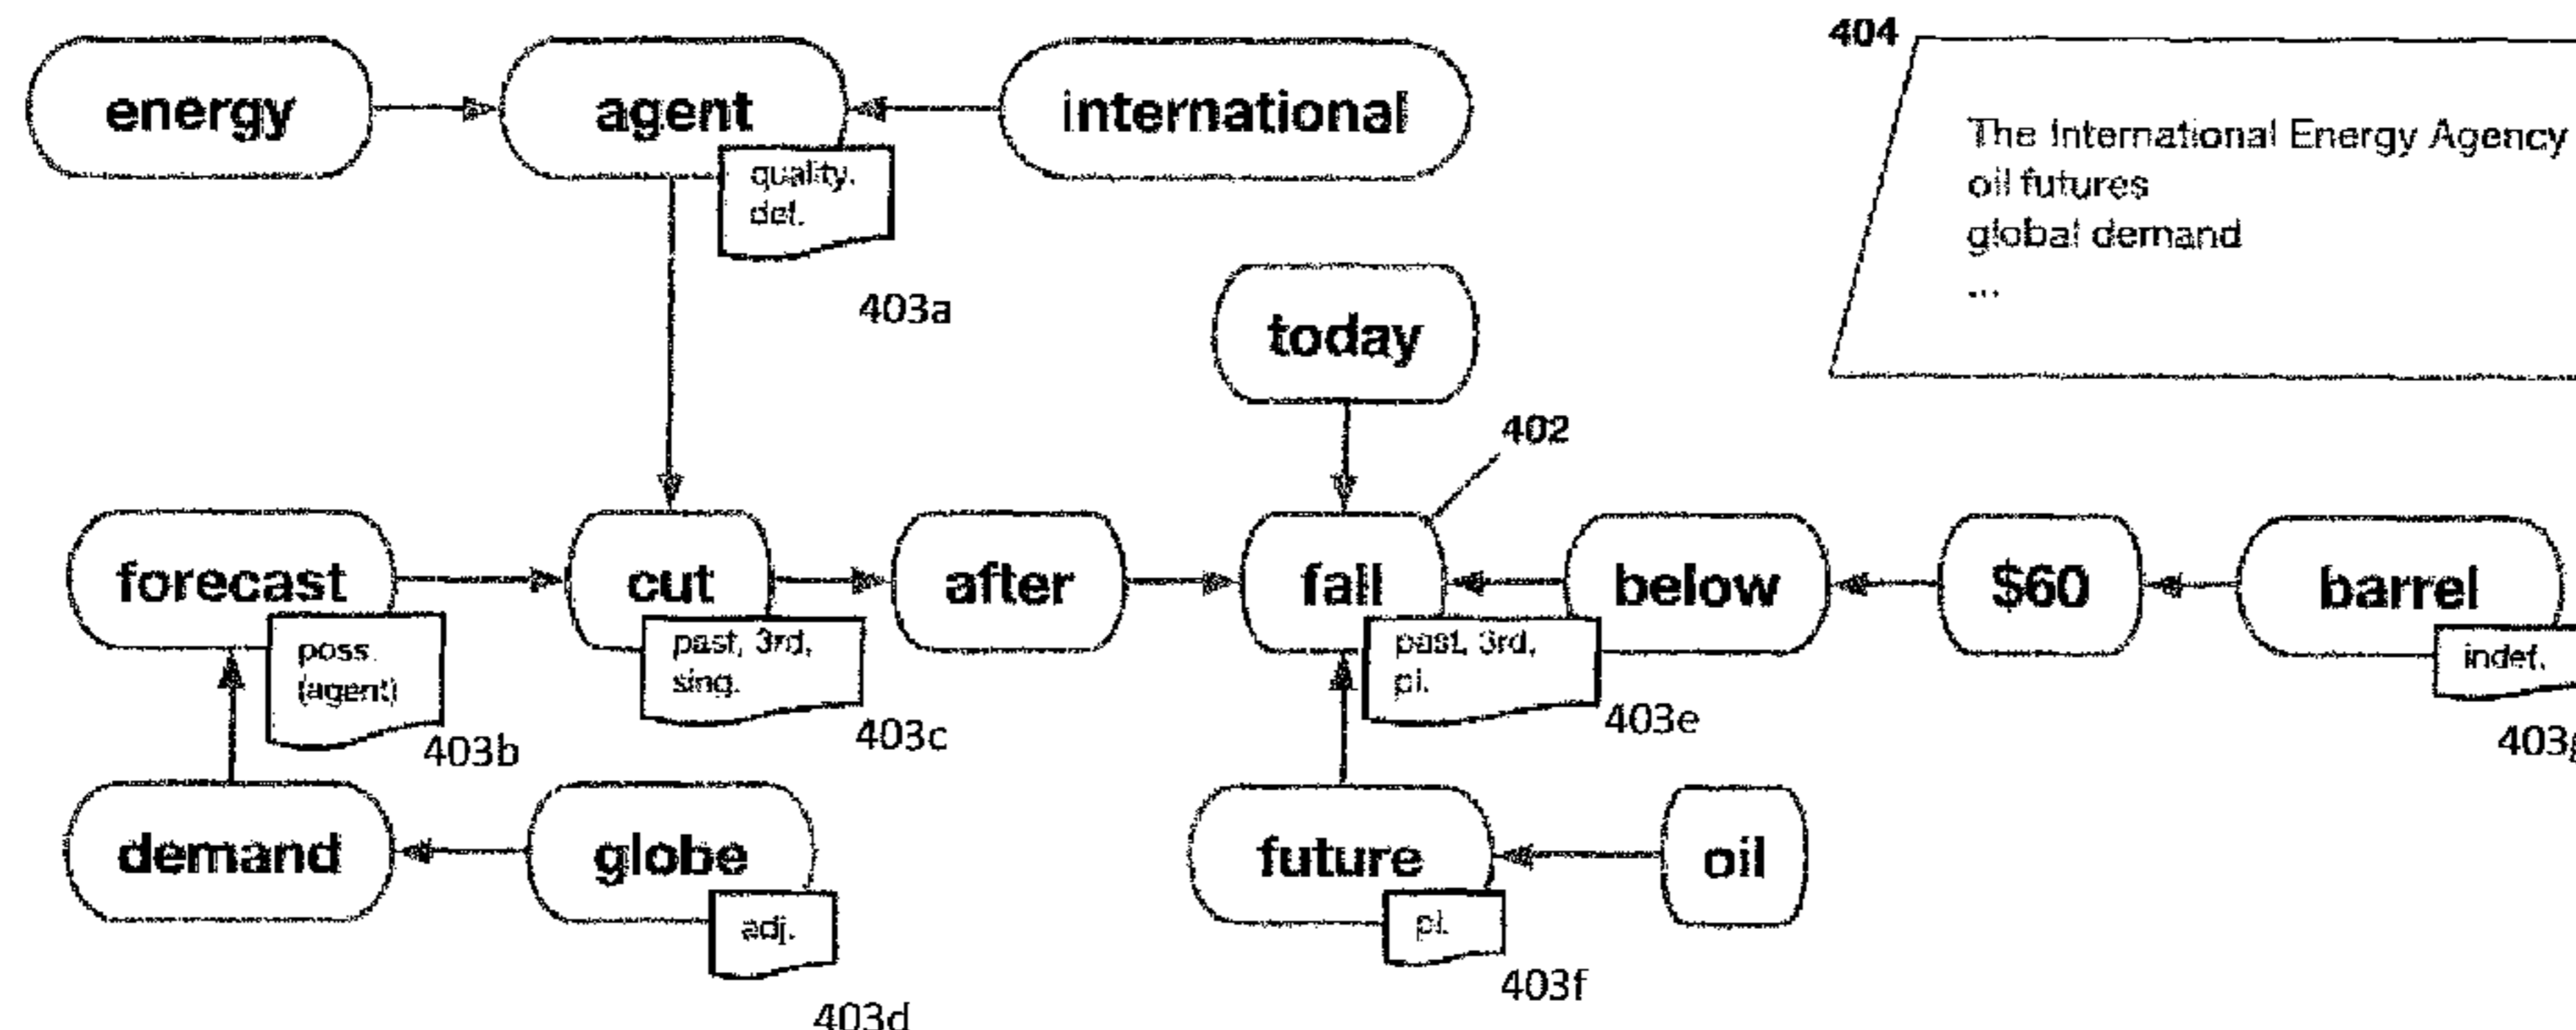 404
energy
agent
international
quality.
det.
The International Energy Agency
oil futures
global demand
...
403a
today
402
forecast
cut
after
fall
below
$60
barrel
poss.
(agent)
past, 3rd,
sing.
past, 3rd,
pl.
indef.
403b
403c
403e
403g
demand
globe
future
oil
adj.
pl.
403d
403f